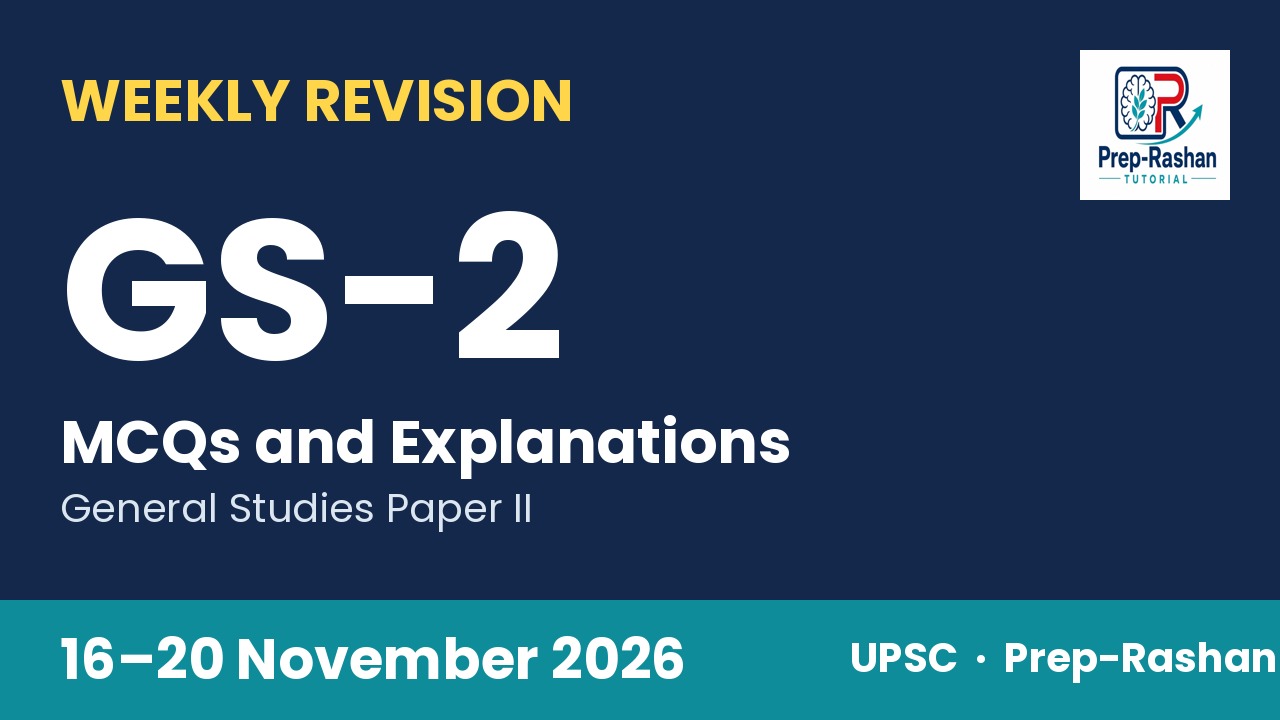 WEEKLY REVISION
Prep-Rashan
TUTORIAL
GS-2
MCQs and Explanations
General Studies Paper II
16–20 November 2026
UPSC · Prep-Rashan